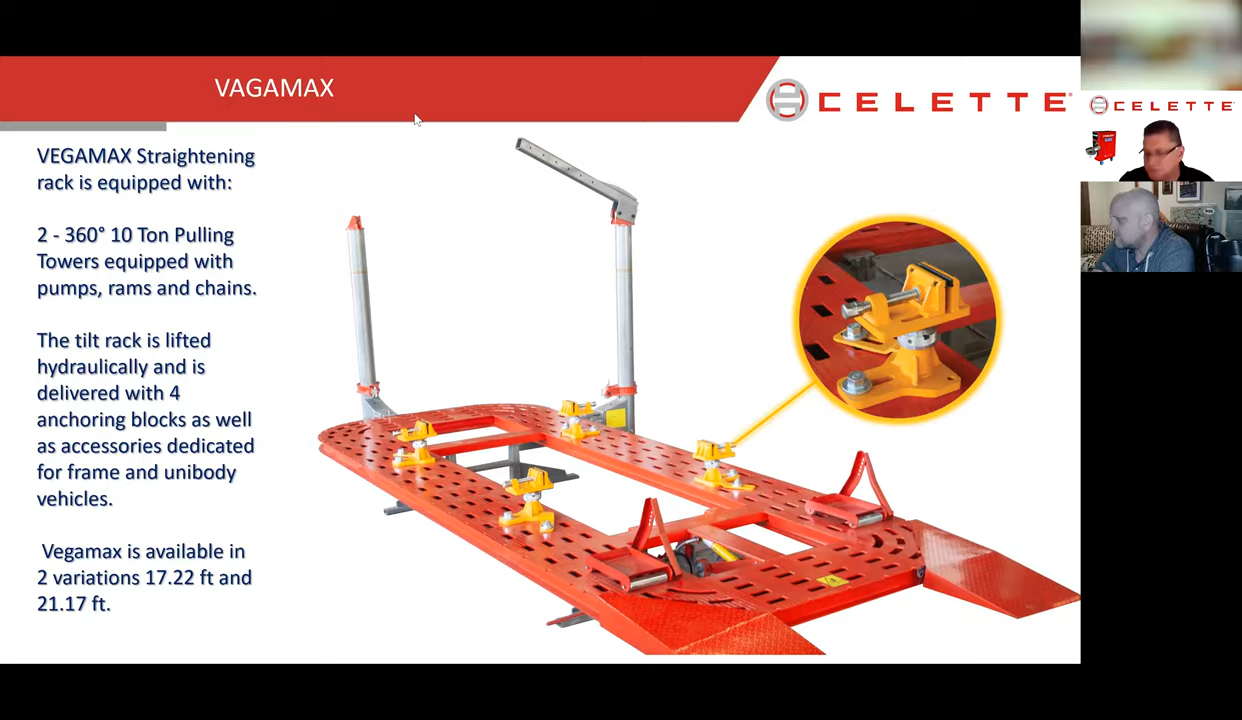 VAGAMAX
CELETTE
VEGAMAX Straightening
rack is equipped with:
2 - 360° 10 Ton Pulling
Towers equipped with
pumps, rams and chains.
The tilt rack is lifted
hydraulically and is
delivered with 4
anchoring blocks as well
as accessories dedicated
for frame and unibody
vehicles.
Vegamax is available in
2 variations 17.22 ft and
21.17 ft.
CELETTE